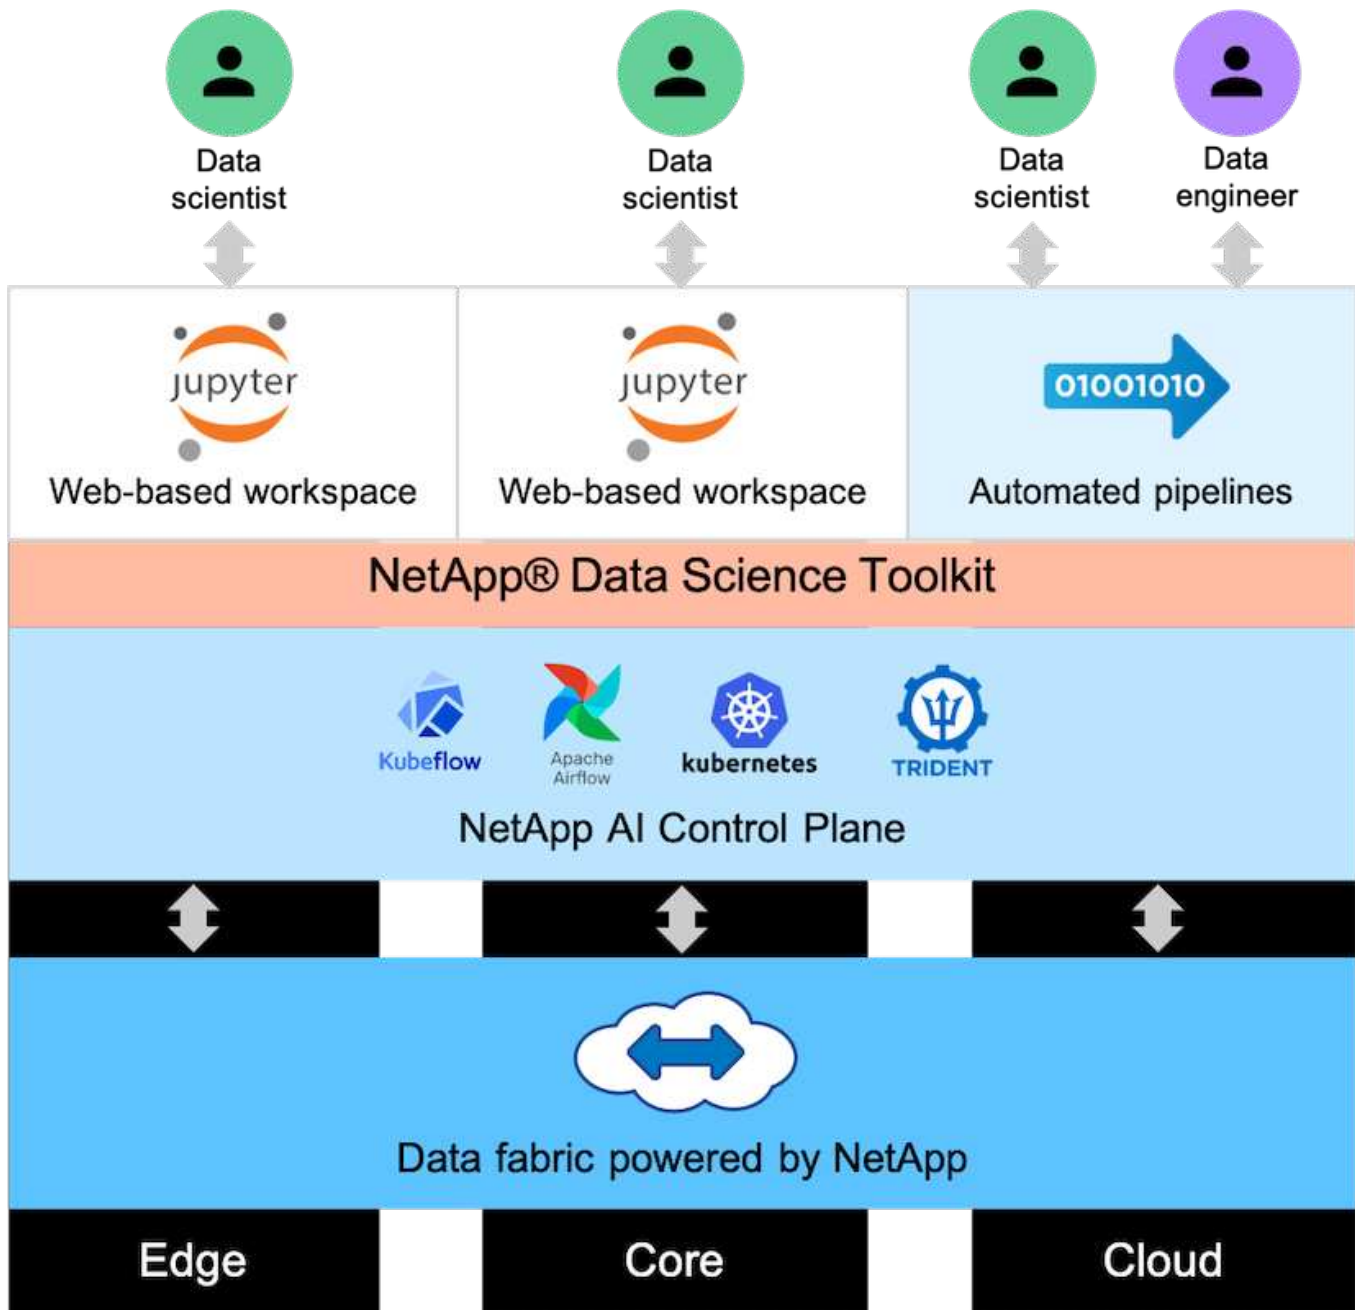 Data
scientist
Data
scientist
Data
scientist
Data
engineer
jupyter
Web-based workspace
jupyter
Web-based workspace
01001010
Automated pipelines
NetApp® Data Science Toolkit
Kubeflow
Apache
Airflow
kubernetes
TRIDENT
NetApp AI Control Plane
Data fabric powered by NetApp
Edge
Core
Cloud